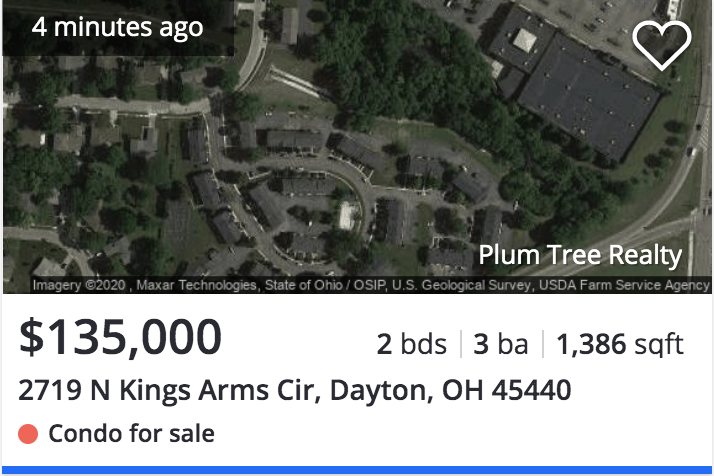 4 minutes ago
Plum Tree Realty
Imagery ©2020 , Maxar Technologies, State of Ohio / OSIP, U.S. Geological Survey, USDA Farm Service Agency
$135,000
2 bds | 3 ba | 1,386 sqft
2719 N Kings Arms Cir, Dayton, OH 45440
Condo for sale